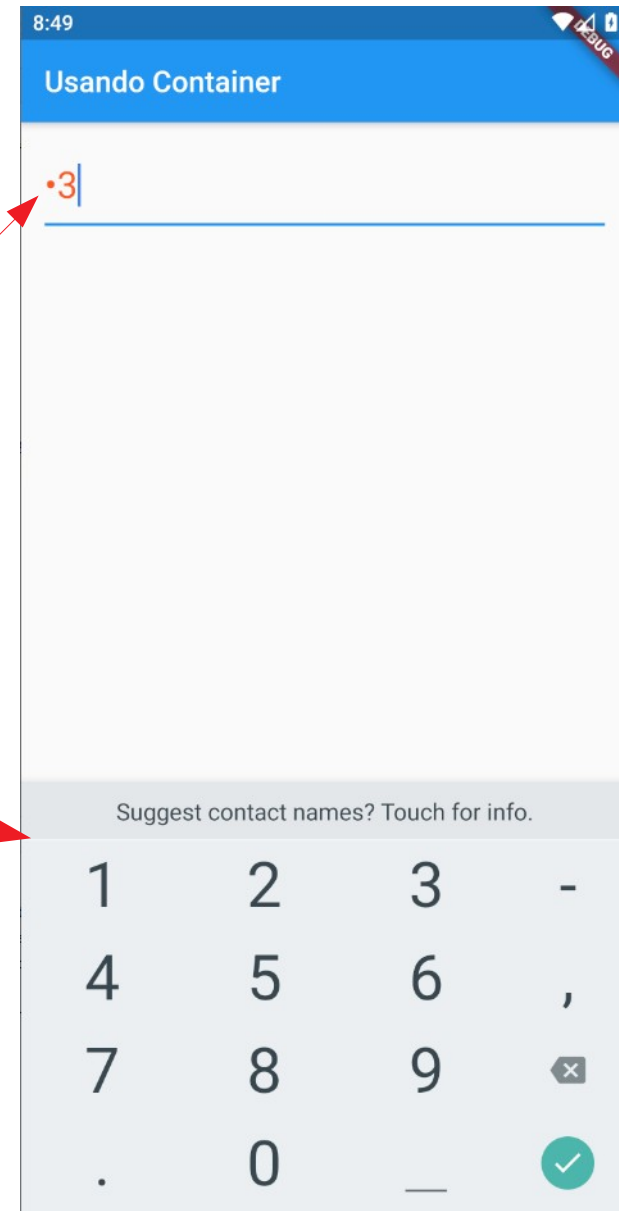 8:49
DEBUG
Usando Container
•3
Suggest contact names? Touch for info.
1 2 3 -
4 5 6 ,
7 8 9
. 0 _